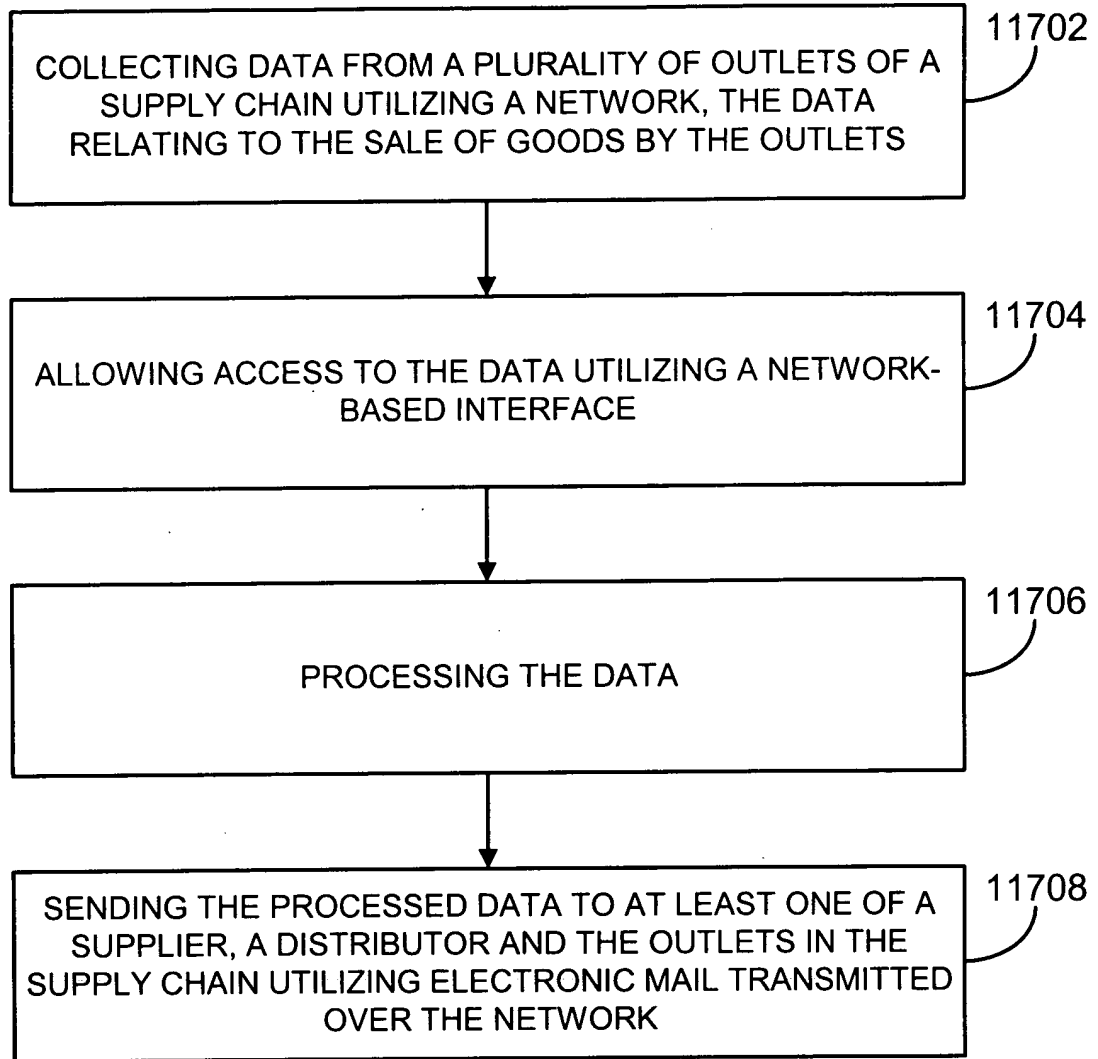 11702
COLLECTING DATA FROM A PLURALITY OF OUTLETS OF A
SUPPLY CHAIN UTILIZING A NETWORK, THE DATA
RELATING TO THE SALE OF GOODS BY THE OUTLETS
11704
ALLOWING ACCESS TO THE DATA UTILIZING A NETWORK-
BASED INTERFACE
11706
PROCESSING THE DATA
11708
SENDING THE PROCESSED DATA TO AT LEAST ONE OF A
SUPPLIER, A DISTRIBUTOR AND THE OUTLETS IN THE
SUPPLY CHAIN UTILIZING ELECTRONIC MAIL TRANSMITTED
OVER THE NETWORK